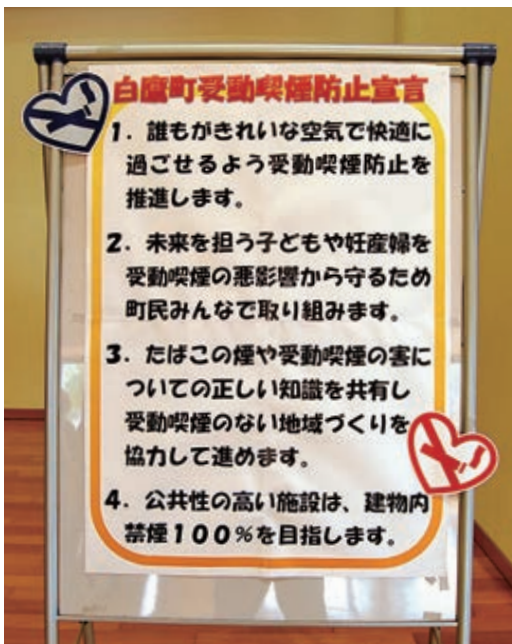 白鷹町受動喫煙防止宣言
1．誰もがきれいな空気で快適に
過ごせるよう受動喫煙防止を
推進します。
2．未来を担う子どもや妊産婦を
受動喫煙の悪影響から守るため
町民みんなで取り組みます。
3．たばこの煙や受動喫煙の害に
ついての正しい知識を共有し
受動喫煙のない地域づくりを
協力して進めます。
4．公共性の高い施設は、建物内
禁煙１００％を目指します。